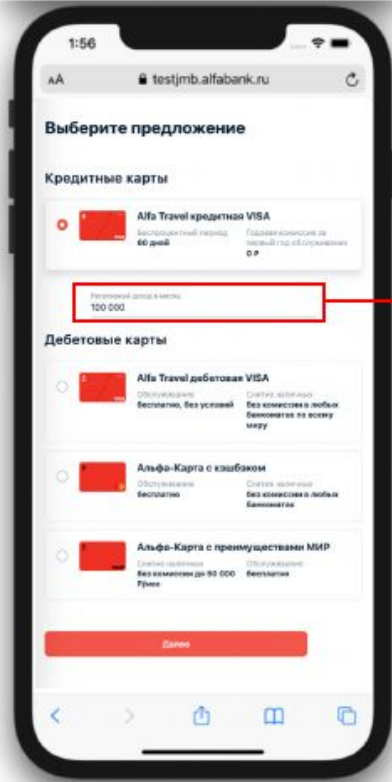 1:56
AA testjmb.alfabank.ru
Выберите предложение
Кредитные карты
Alfa Travel кредитная VISA
Беспроцентный период
60 дней
Годовая комиссия за
первый год обслуживания
0 ₽
Регулярный доход в месяц
100 000
Дебетовые карты
Alfa Travel дебетовая VISA
Обслуживание
бесплатно, без условий
Снятие наличных
без комиссии в любых
банкоматах по всему
миру
Альфа-Карта с кэшбэком
Обслуживание
бесплатно
Снятие наличных
без комиссии в любых
банкоматах
Альфа-Карта с преимуществами МИР
Снятие наличных
без комиссии до 50 000
Р/мес
Обслуживание
бесплатно
Далее